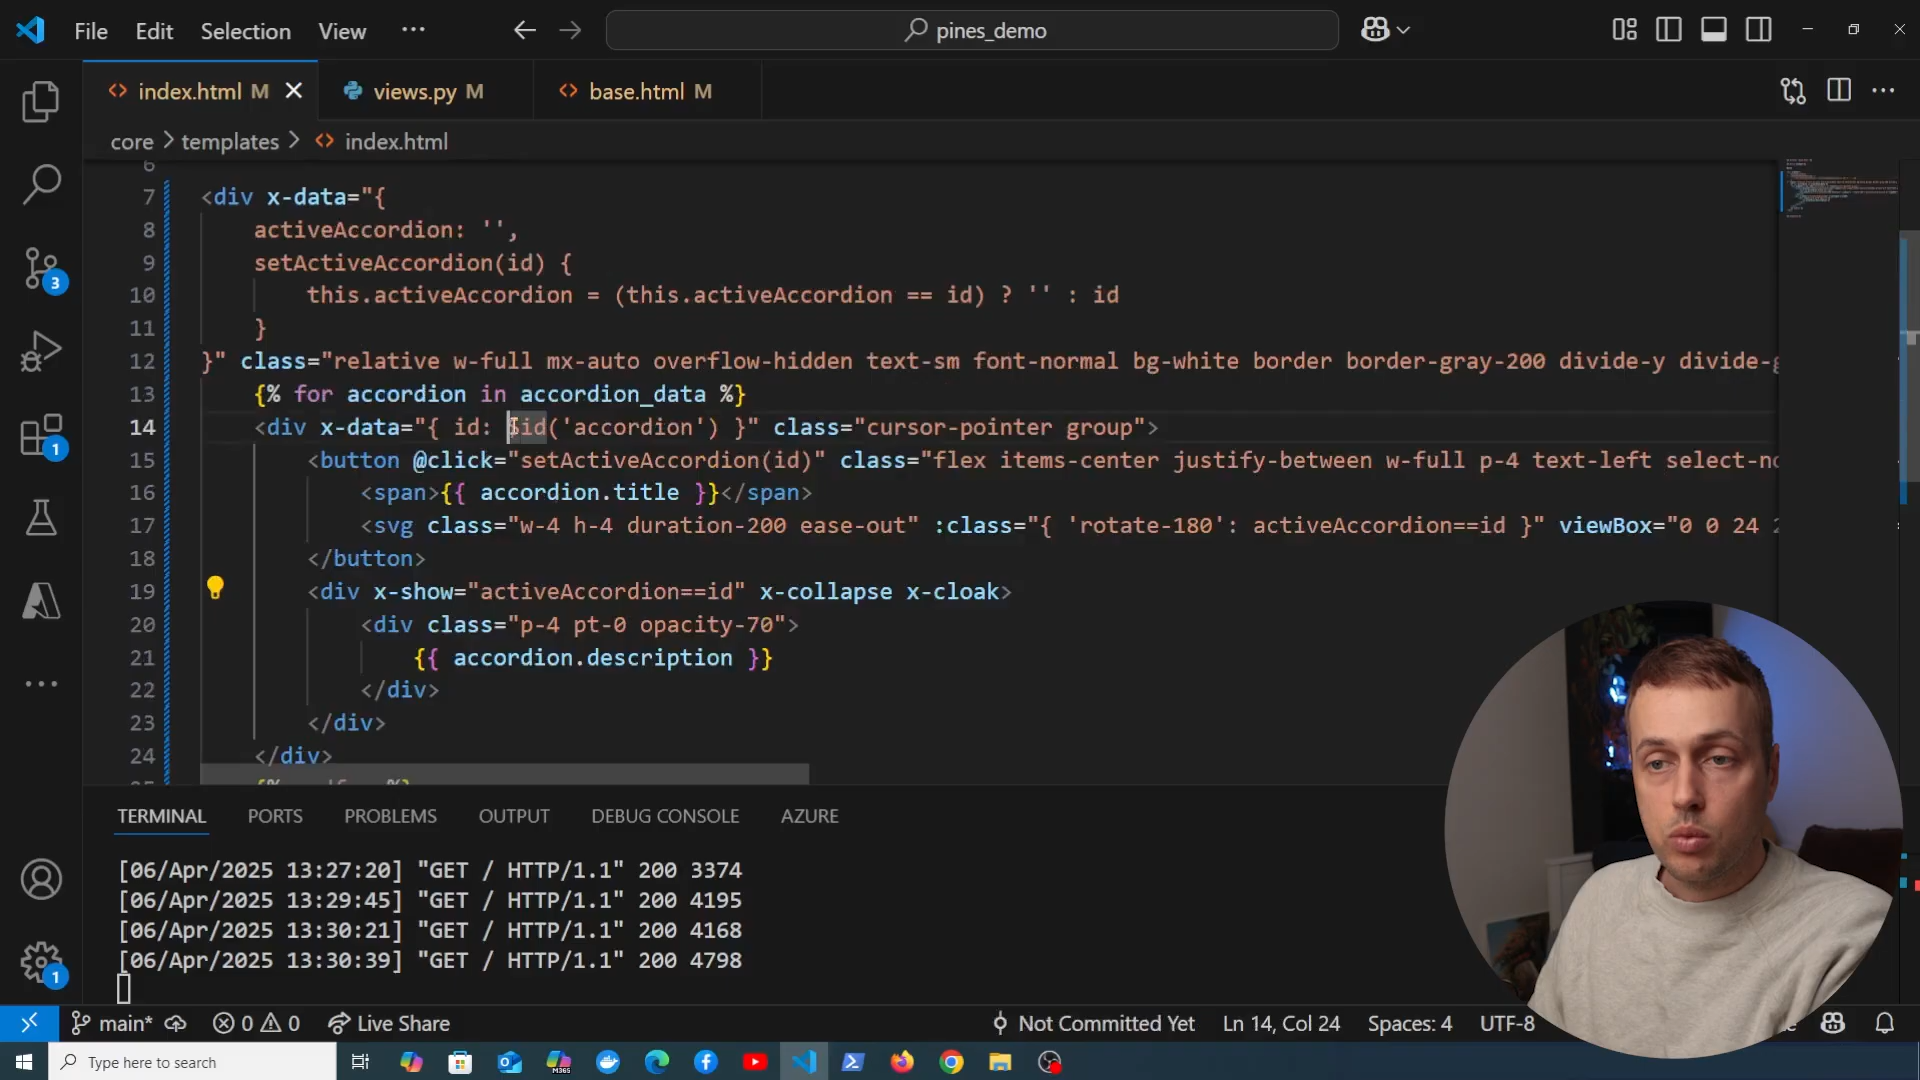 File Edit Selection View ··· pines_demo
index.html M views.py M base.html M
core > templates > index.html
6
7 <div x-data="{
8 activeAccordion: '',
9 setActiveAccordion(id) {
10 this.activeAccordion = (this.activeAccordion == id) ? '' : id
11 }
12 }" class="relative w-full mx-auto overflow-hidden text-sm font-normal bg-white border border-gray-200 divide-y divide-g
13 {% for accordion in accordion_data %}
14 <div x-data="{ id: $id('accordion') }" class="cursor-pointer group">
15 <button @click="setActiveAccordion(id)" class="flex items-center justify-between w-full p-4 text-left select-no
16 <span>{{ accordion.title }}</span>
17 <svg class="w-4 h-4 duration-200 ease-out" :class="{ 'rotate-180': activeAccordion==id }" viewBox="0 0 24 2
18 </button>
19 <div x-show="activeAccordion==id" x-collapse x-cloak>
20 <div class="p-4 pt-0 opacity-70">
21 {{ accordion.description }}
22 </div>
23 </div>
24 </div>
3
1
TERMINAL PORTS PROBLEMS OUTPUT DEBUG CONSOLE AZURE
[06/Apr/2025 13:27:20] "GET / HTTP/1.1" 200 3374
[06/Apr/2025 13:29:45] "GET / HTTP/1.1" 200 4195
[06/Apr/2025 13:30:21] "GET / HTTP/1.1" 200 4168
[06/Apr/2025 13:30:39] "GET / HTTP/1.1" 200 4798
1
main* 0 0 Live Share Not Committed Yet Ln 14, Col 24 Spaces: 4 UTF-8
Type here to search M365